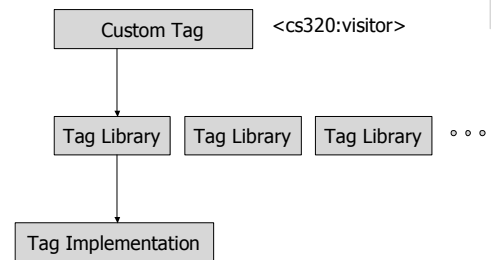 Custom Tag
<cs320:visitor>
Tag Library
Tag Library
Tag Library
Tag Implementation